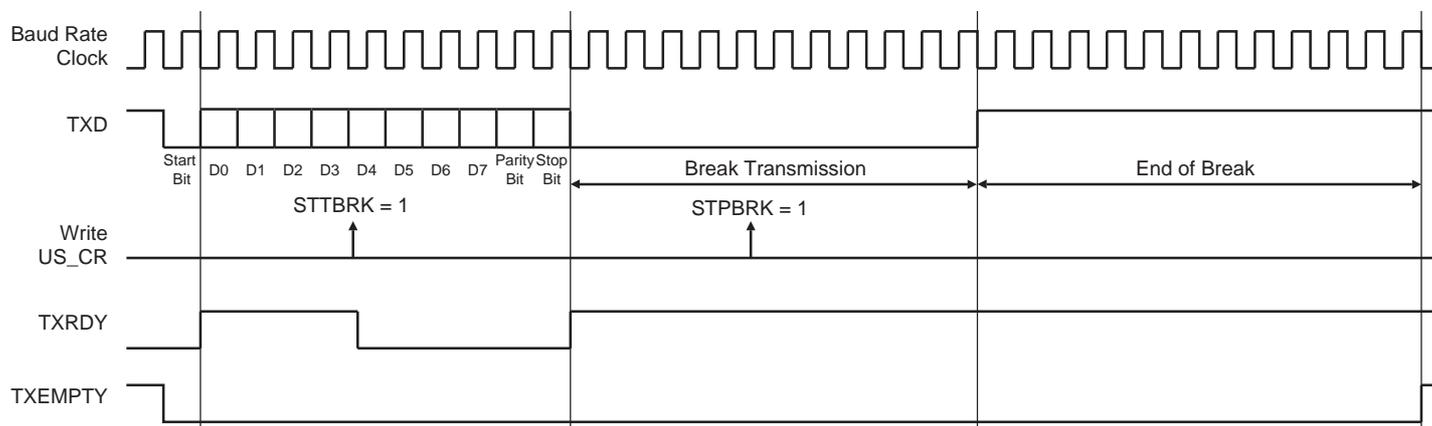 Baud Rate
Clock
TXD
Start
Bit
D0 D1 D2 D3 D4 D5 D6 D7
Parity
Bit
Stop
Bit
Break Transmission
End of Break
STTBRK = 1
STPBRK = 1
Write
US_CR
TXRDY
TXEMPTY